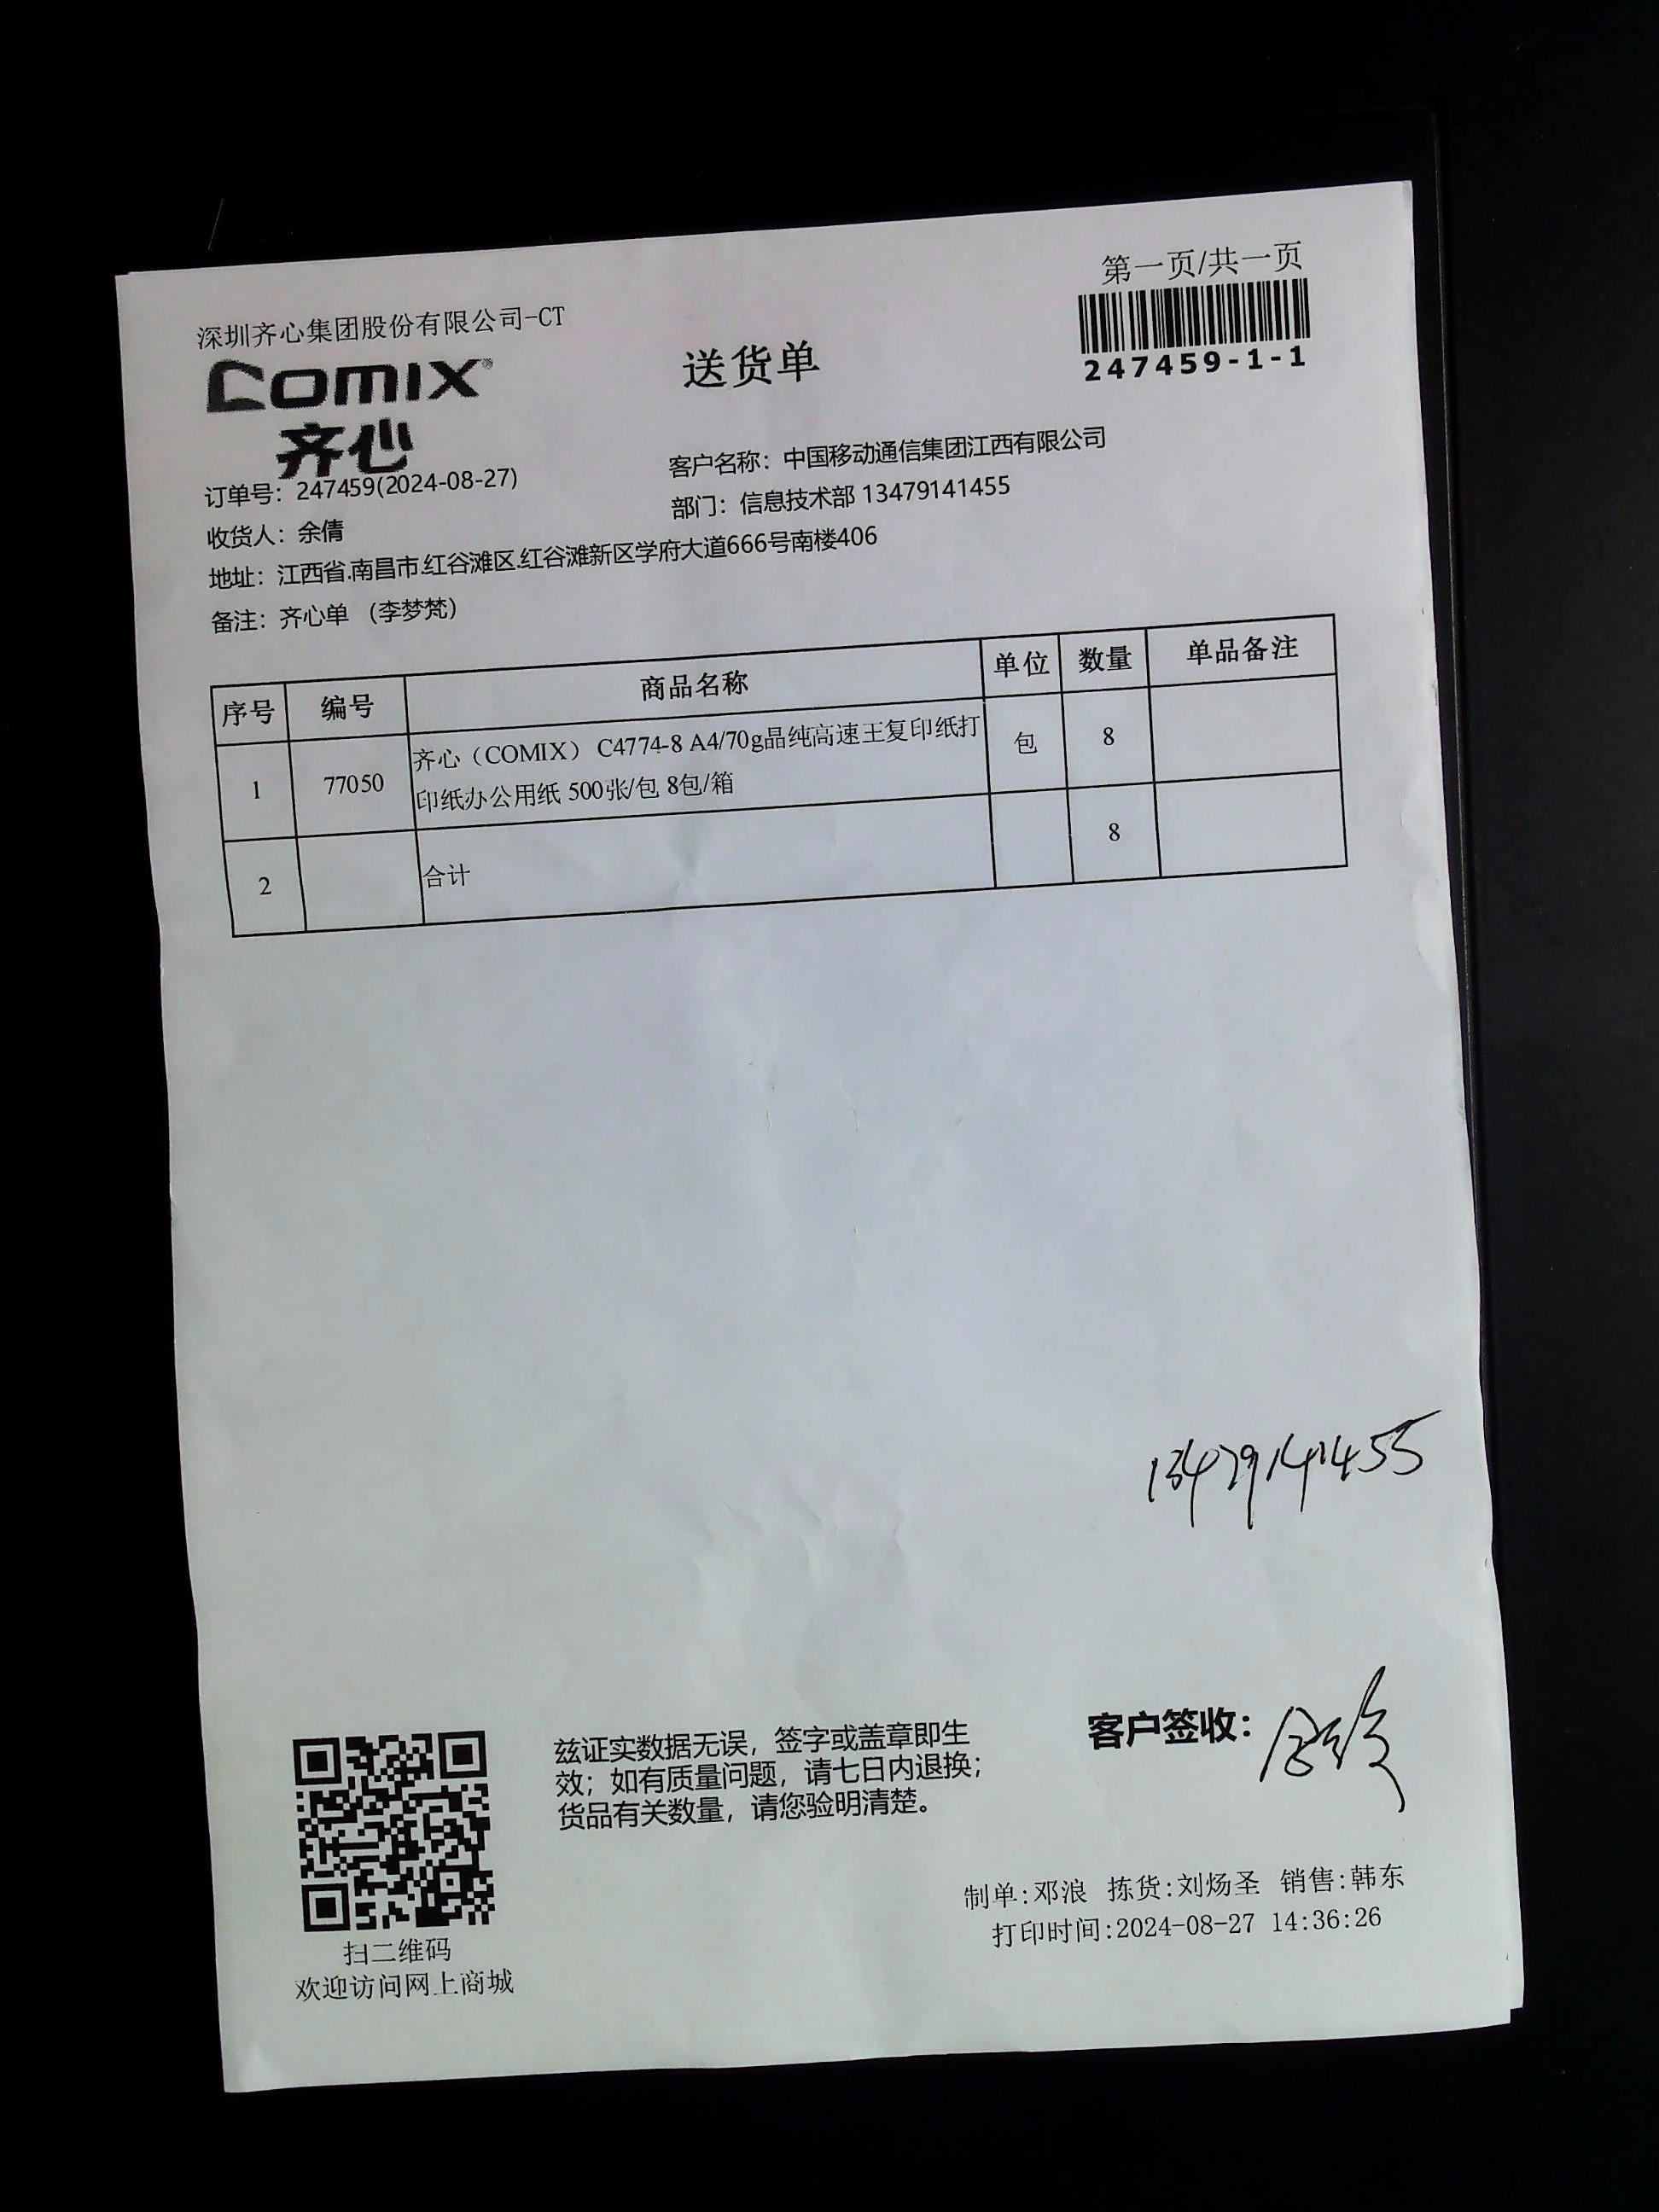 第一页/共一页
深圳齐心集团股份有限公司-CT
COMIX
齐心
送货单
247459-1-1
订单号：247459(2024-08-27)
客户名称：中国移动通信集团江西有限公司
收货人：余倩
部门：信息技术部 13479141455
地址：江西省.南昌市.红谷滩区.红谷滩新区学府大道666号南楼406
备注：齐心单 （李梦梵）
序号 编号 商品名称 单位 数量 单品备注
1 77050 齐心（COMIX） C4774-8 A4/70g晶纯高速王复印纸打 包 8
印纸办公用纸 500张/包 8包/箱
2 合计 8
13479141455
客户签收：
兹证实数据无误，签字或盖章即生
效；如有质量问题，请七日内退换；
货品有关数量，请您验明清楚。
制单:邓浪 拣货:刘炀圣 销售:韩东
打印时间:2024-08-27 14:36:26
扫二维码
欢迎访问网上商城